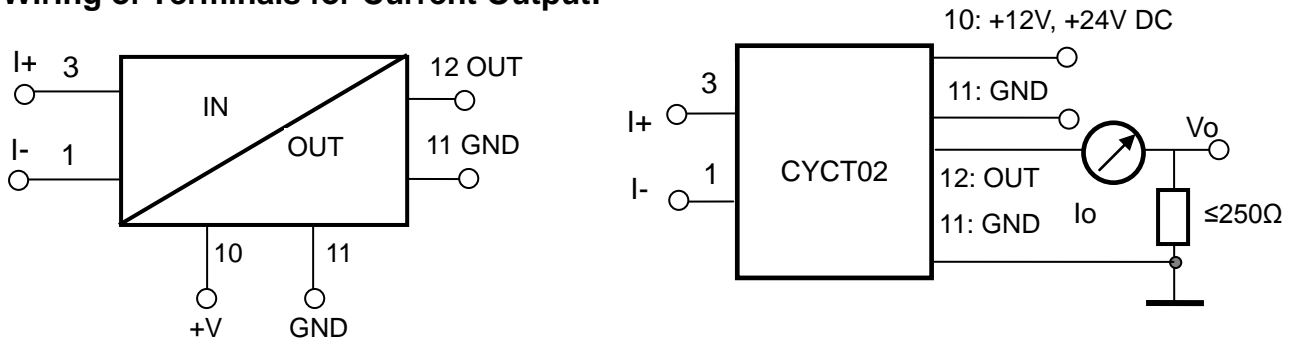 Wiring of Terminals for Current Output:
I+ 3
IN
12 OUT
I- 1
OUT
11 GND
10
11
+V
GND
10: +12V, +24V DC
3
11: GND
I+
Vo
1
CYCT02
12: OUT
I-
Io
≤250Ω
11: GND